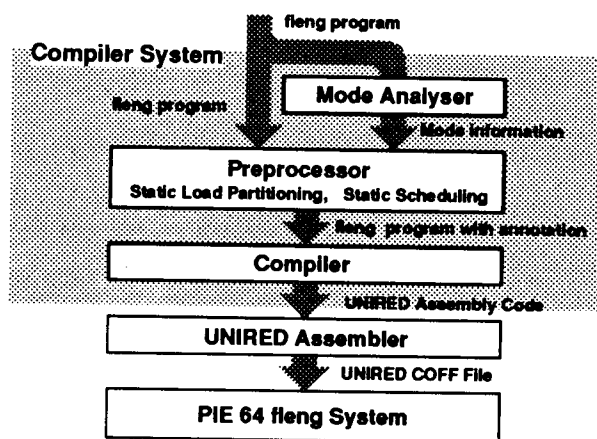 fleng program
Compiler System
Mode Analyser
fleng program
Mode information
Preprocessor
Static Load Partitioning, Static Scheduling
fleng program with annotation
Compiler
UNIRED Assembly Code
UNIRED Assembler
UNIRED COFF File
PIE 64 fleng System